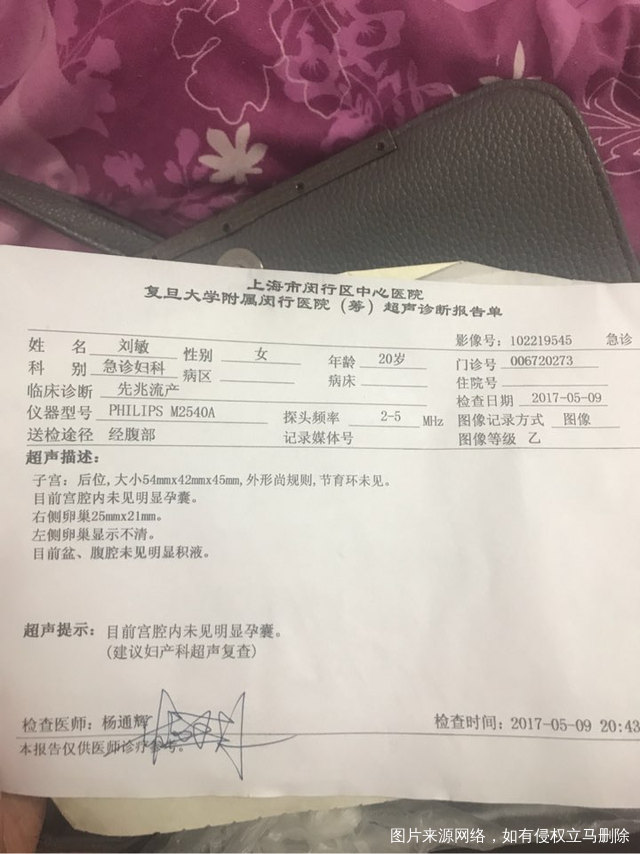 上海市闵行区中心医院
复旦大学附属闵行医院（筹）超声诊断报告单
影像号：102219545 急诊
姓 名 刘敏 性别 女 年龄 20岁 门诊号 006720273
科 别 急诊妇科 病区 病床 住院号
临床诊断 先兆流产 检查日期 2017-05-09
仪器型号 PHILIPS M2540A 探头频率 2-5 MHz 图像记录方式 图像
送检途径 经腹部 记录媒体号 图像等级 乙
超声描述：
子宫：后位,大小54mmx42mmx45mm,外形尚规则,节育环未见。
目前宫腔内未见明显孕囊。
右侧卵巢25mmx21mm。
左侧卵巢显示不清。
目前盆、腹腔未见明显积液。
超声提示：目前宫腔内未见明显孕囊。
(建议妇产科超声复查)
检查医师：杨通辉 检查时间：2017-05-09 20:43
本报告仅供医师诊疗参考。
图片来源网络，如有侵权立马删除